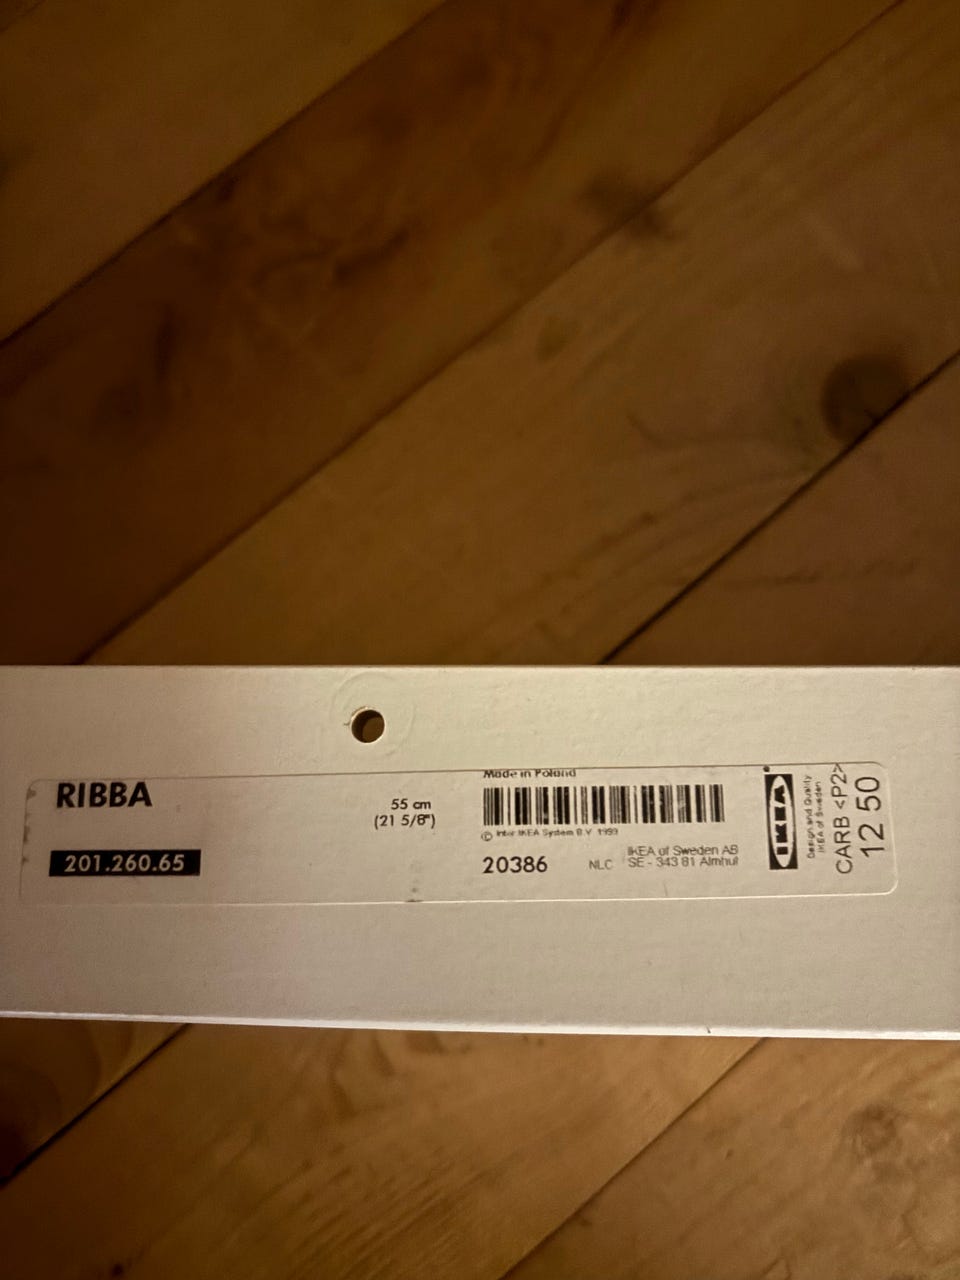 RIBBA
55 cm
(21 5/8")
201.260.65
Made in Poland
© Inter IKEA System B.V. 1999
20386
NLC
IKEA of Sweden AB
SE - 343 81 Älmhult
IKEA
Design and Quality
IKEA of Sweden
CARB <P2>
12 50